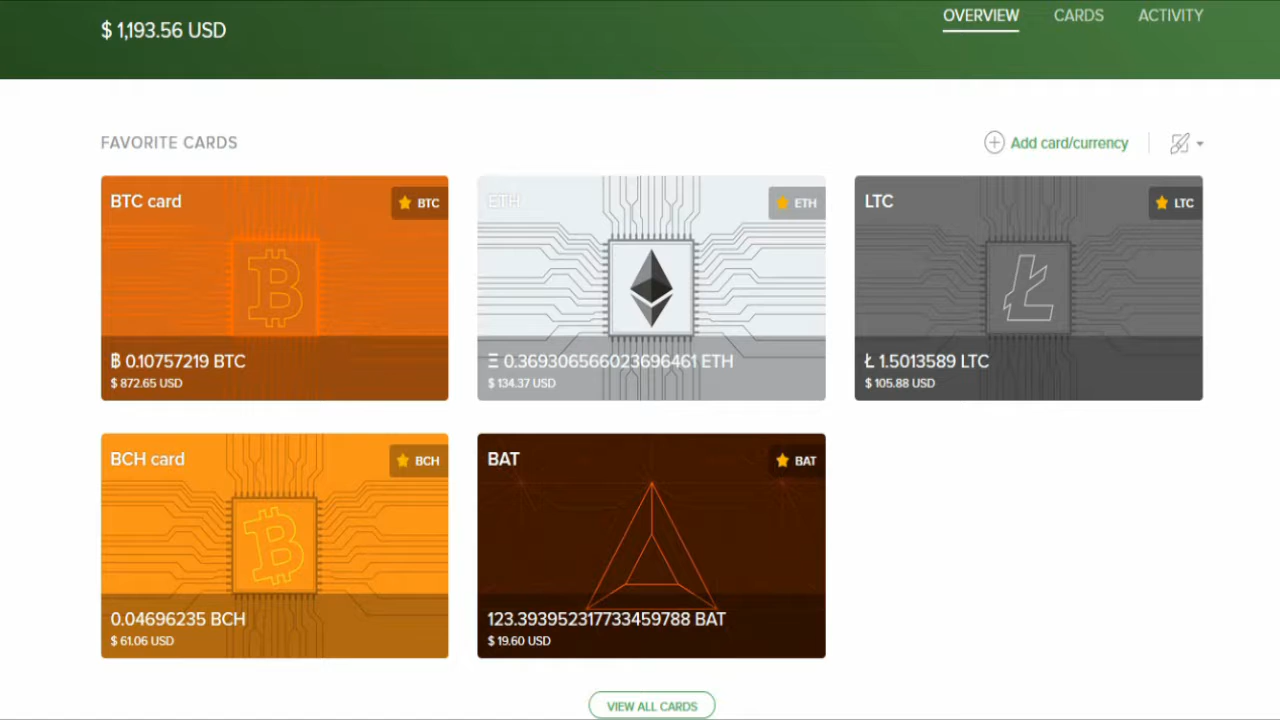 $ 1,193.56 USD
OVERVIEW CARDS ACTIVITY
FAVORITE CARDS
Add card/currency
BTC card
BTC
฿ 0.10757219 BTC
$ 872.65 USD
ETH
ETH
Ξ 0.369306566023696461 ETH
$ 134.37 USD
LTC
LTC
Ł 1.5013589 LTC
$ 105.88 USD
BCH card
BCH
0.04696235 BCH
$ 61.06 USD
BAT
BAT
123.393952317733459788 BAT
$ 19.60 USD
VIEW ALL CARDS